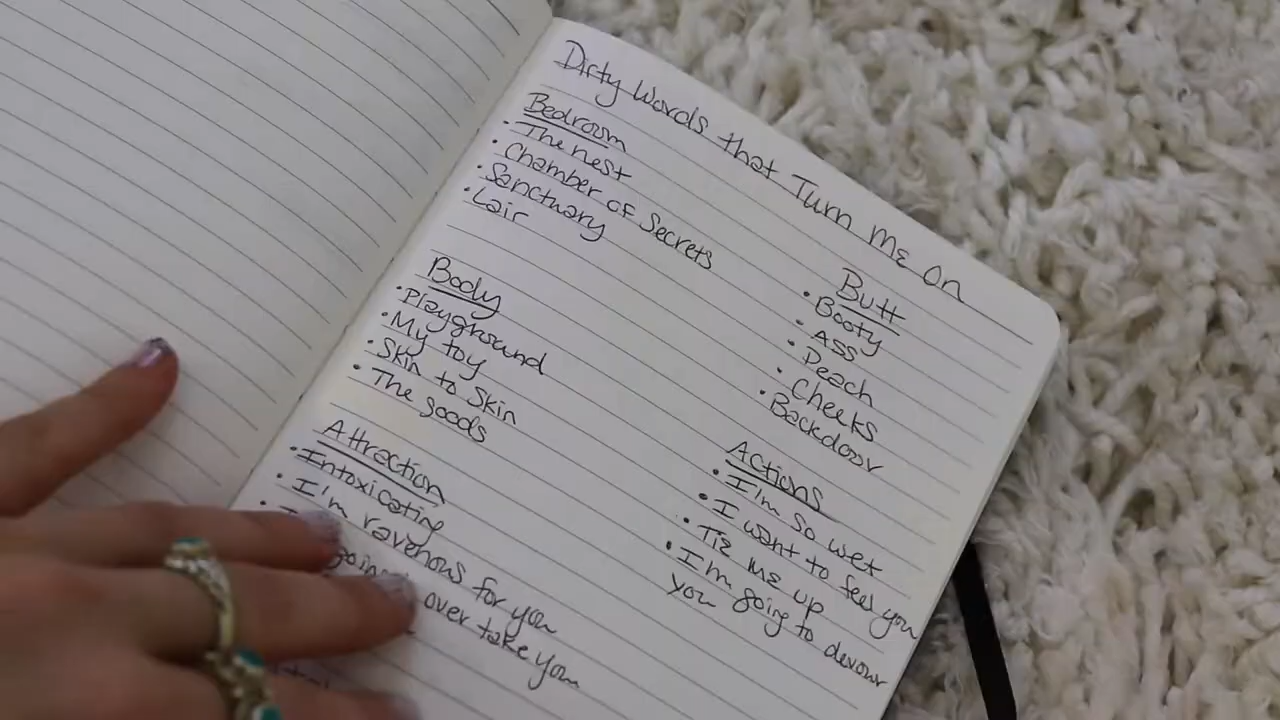 Dirty Words that Turn Me On
Bedroom
• The nest
• Chamber of Secrets
• Sanctuary
• Lair
Body
• Playground
• My toy
• Skin to Skin
• The goods
Attraction
• Intoxicating
• I'm ravenous for you
going over take you
Butt
• Booty
• Ass
• Peach
• Cheeks
• Backdoor
Actions
• I'm so wet
• I want to feel you
• Tie me up
• I'm going to devour
you